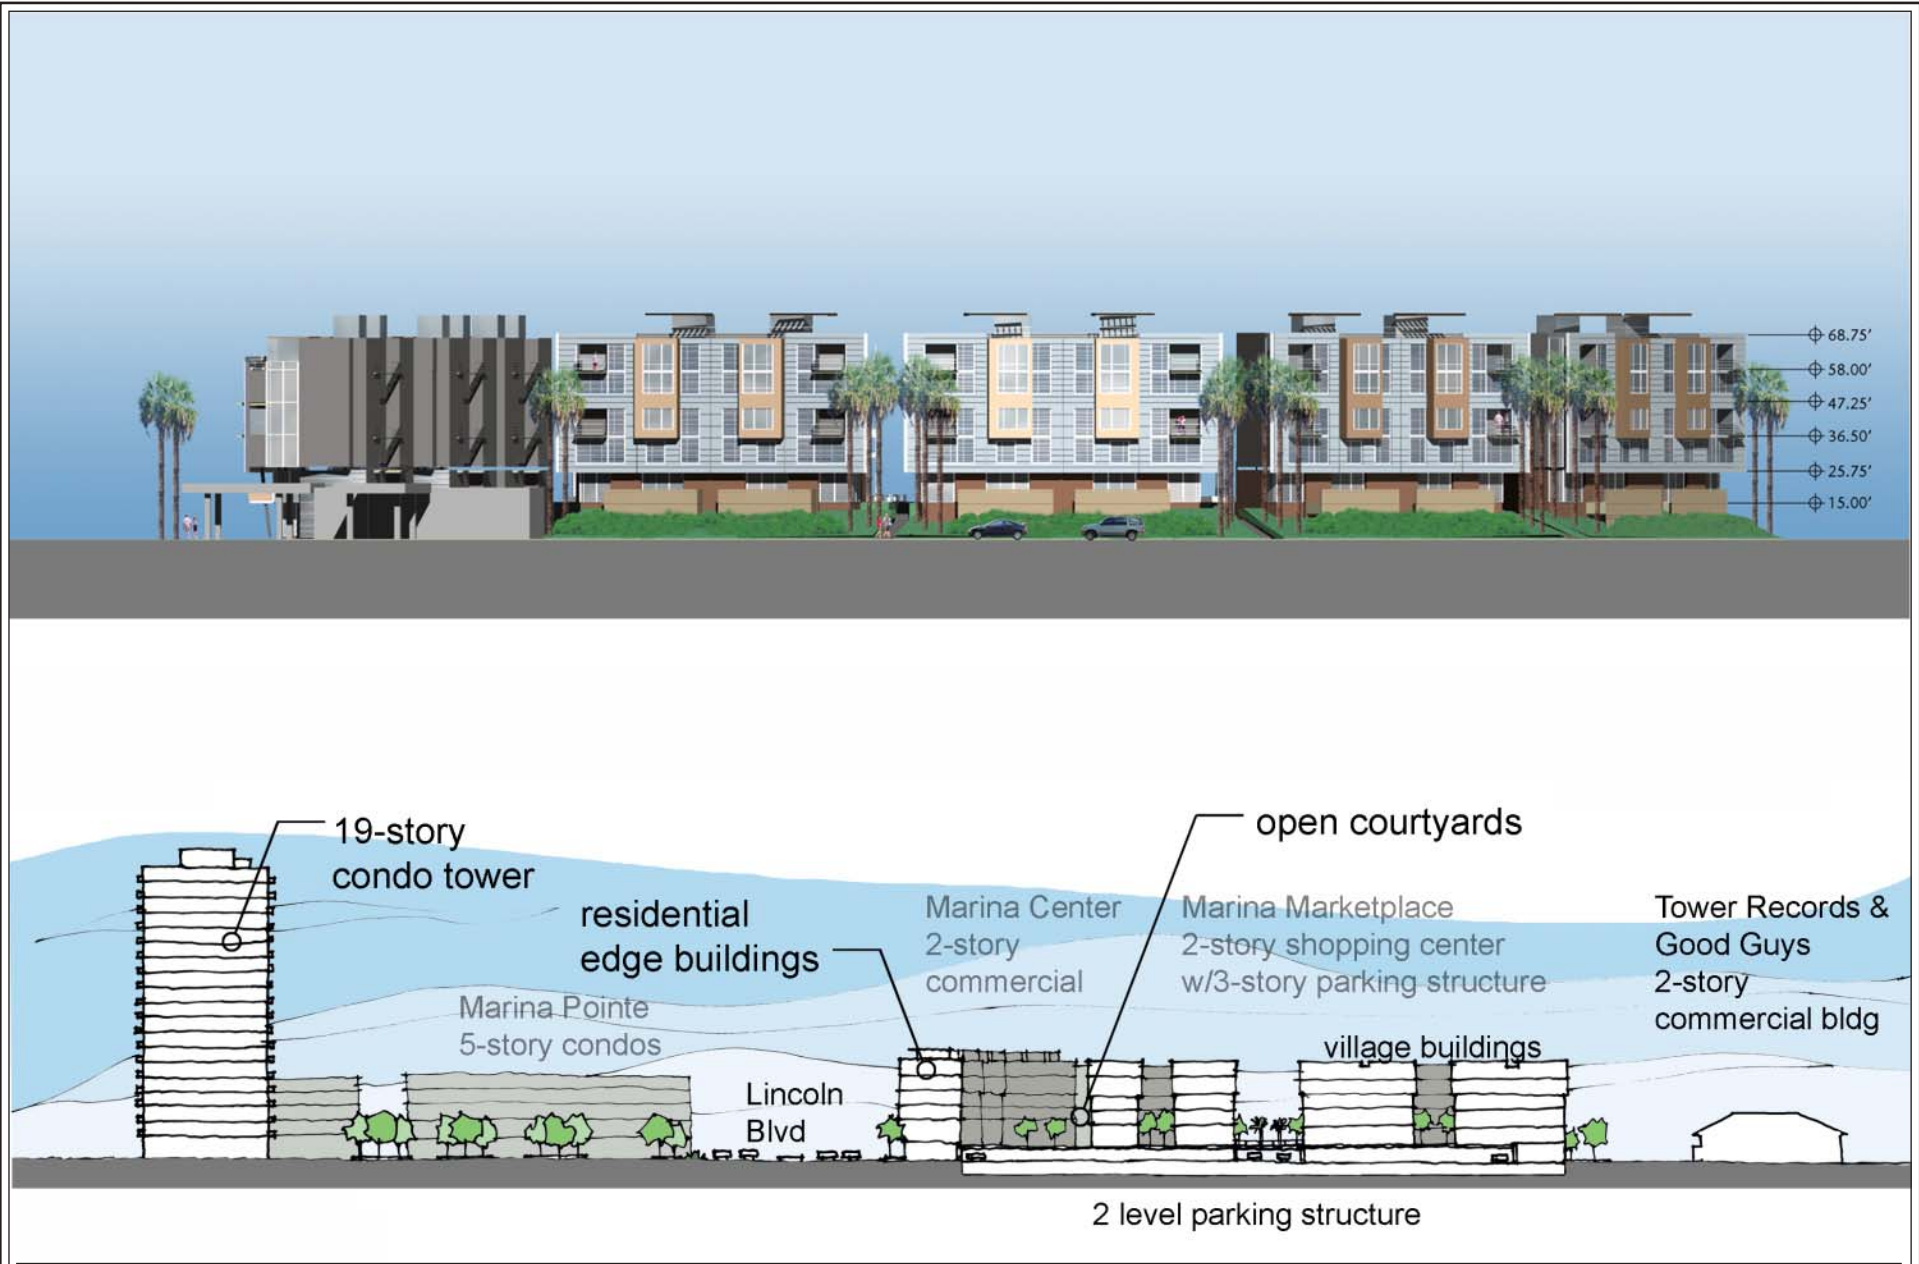 68.75'
58.00'
47.25'
36.50'
25.75'
15.00'
19-story
condo tower
open courtyards
residential
edge buildings
Marina Center
2-story
commercial
Marina Marketplace
2-story shopping center
w/3-story parking structure
Tower Records &
Good Guys
2-story
commercial bldg
Marina Pointe
5-story condos
village buildings
Lincoln
Blvd
2 level parking structure